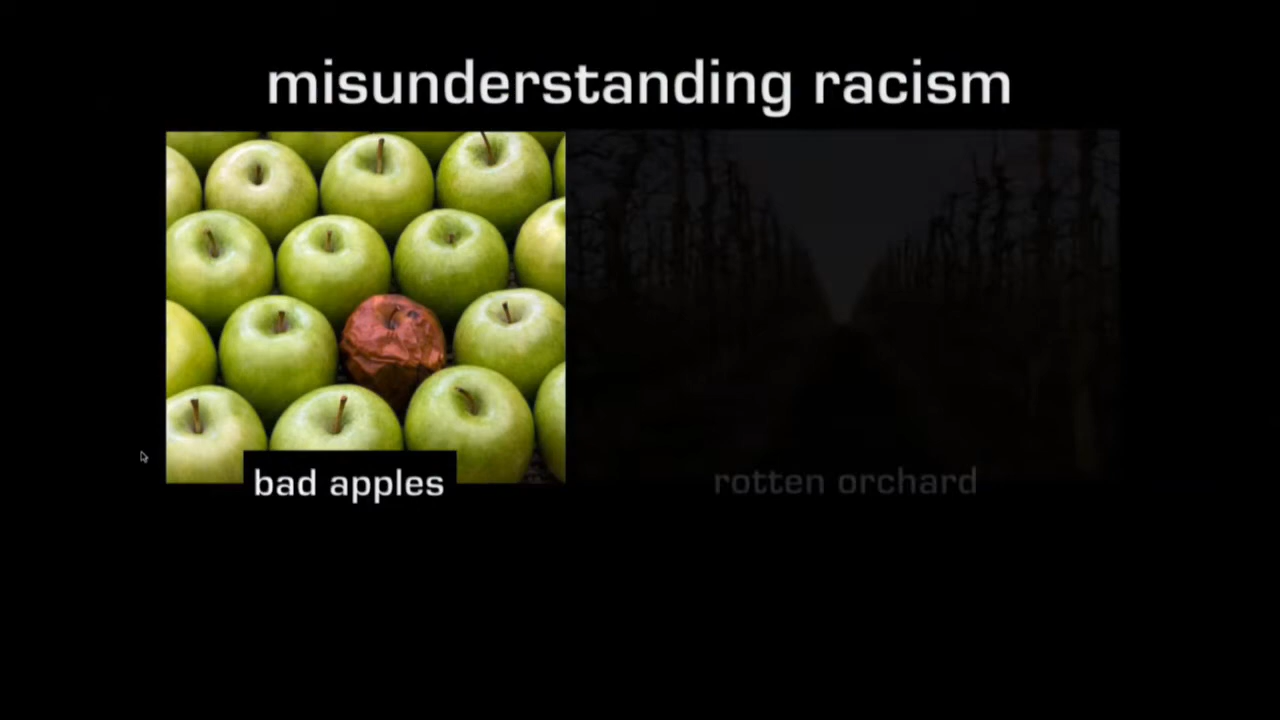 misunderstanding racism
bad apples
rotten orchard